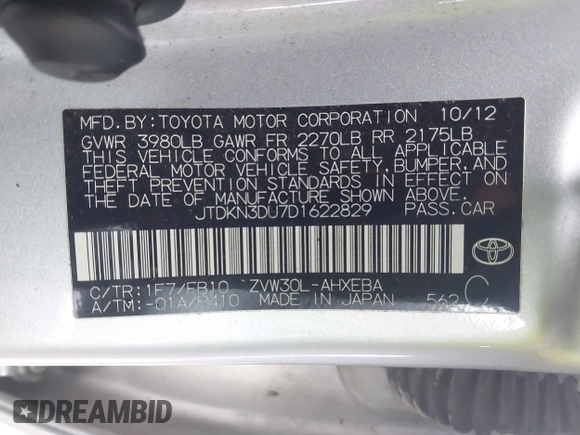 MFD. BY: TOYOTA MOTOR CORPORATION 10/12
GVWR 3980LB GAWR FR 2270LB RR 2175LB
THIS VEHICLE CONFORMS TO ALL APPLICABLE
FEDERAL MOTOR VEHICLE SAFETY, BUMPER, AND
THEFT PREVENTION STANDARDS IN EFFECT ON
THE DATE OF MANUFACTURE SHOWN ABOVE.
JTDKN3DU7D1622829 PASS. CAR
C/TR: 1F7/FB10 ZVW30L-AHXEBA
A/TM: -01A/P410 MADE IN JAPAN 562 C
TOYOTA
DREAMBID